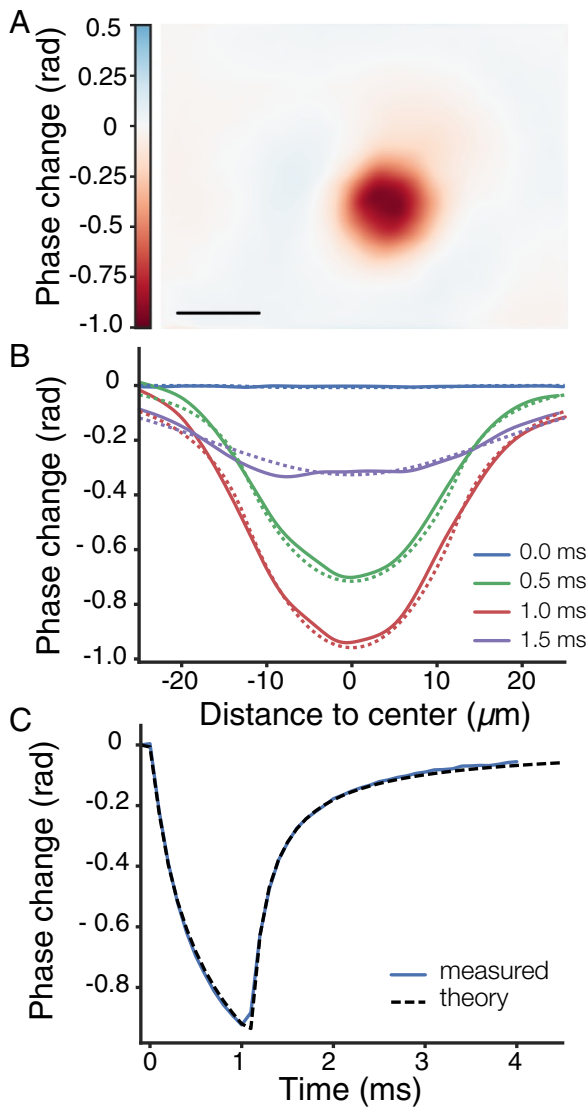 A
Phase change (rad)
0.5
0.25
0
-0.25
-0.5
-0.75
-1.0
B
Phase change (rad)
0
-0.2
-0.4
- 0.6
-0.8
-1.0
0.0 ms
0.5 ms
1.0 ms
1.5 ms
-20 -10 0 10 20
Distance to center (µm)
C
Phase change (rad)
0
-0.2
-0.4
- 0.6
-0.8
measured
theory
0 1 2 3 4
Time (ms)